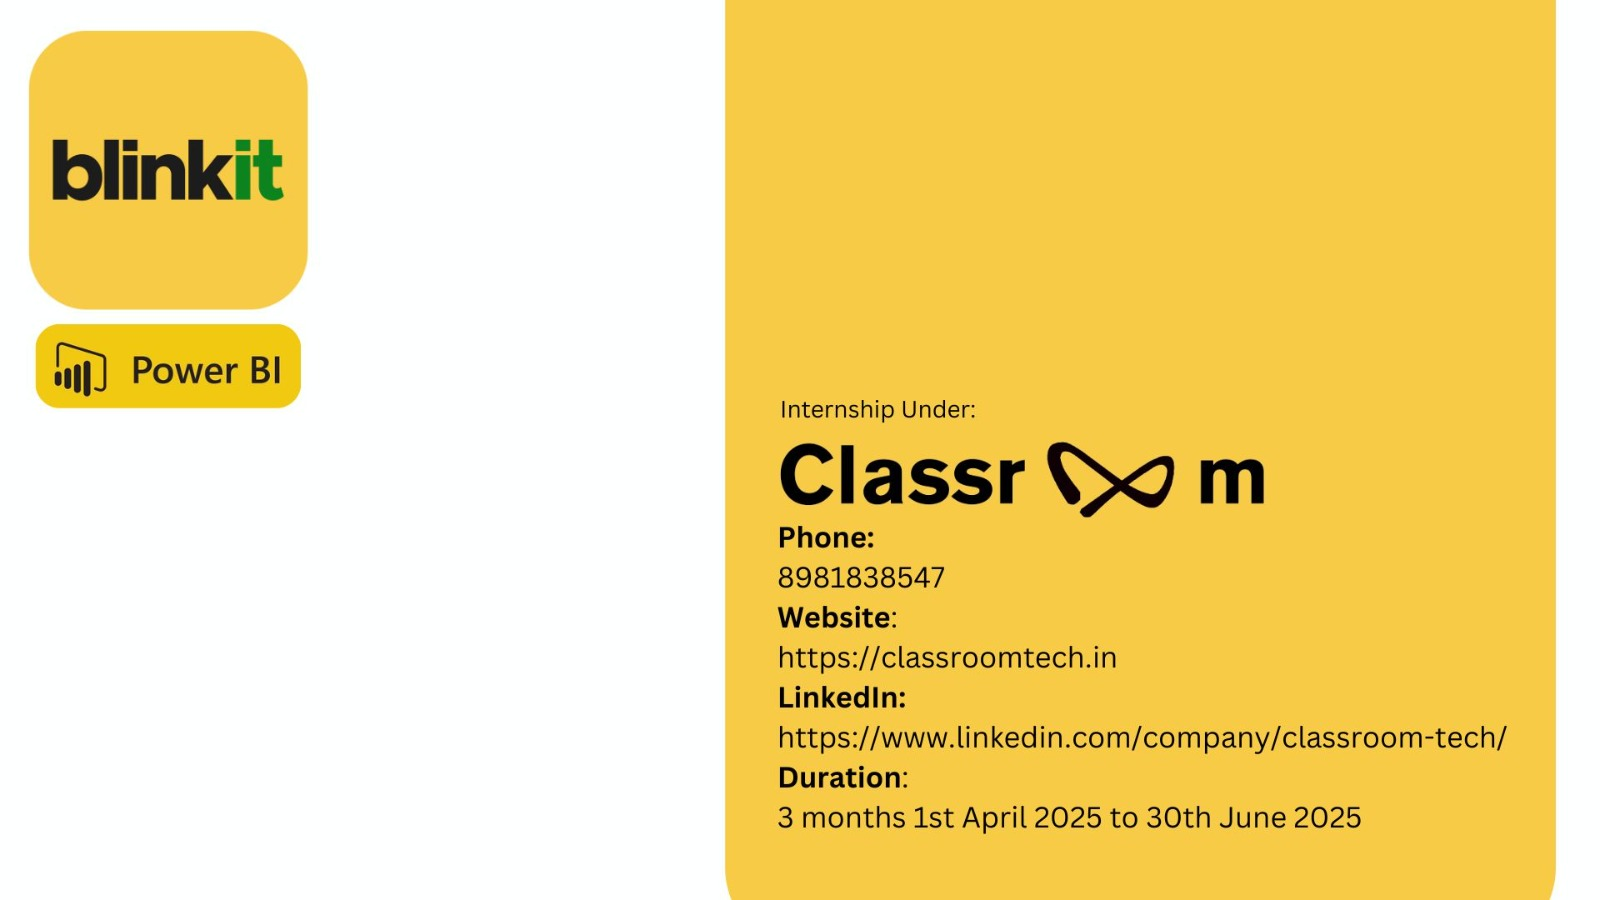 blinkit
Power BI
Internship Under:
Classroom
Phone:
8981838547
Website:
https://classroomtech.in
LinkedIn:
https://www.linkedin.com/company/classroom-tech/
Duration:
3 months 1st April 2025 to 30th June 2025